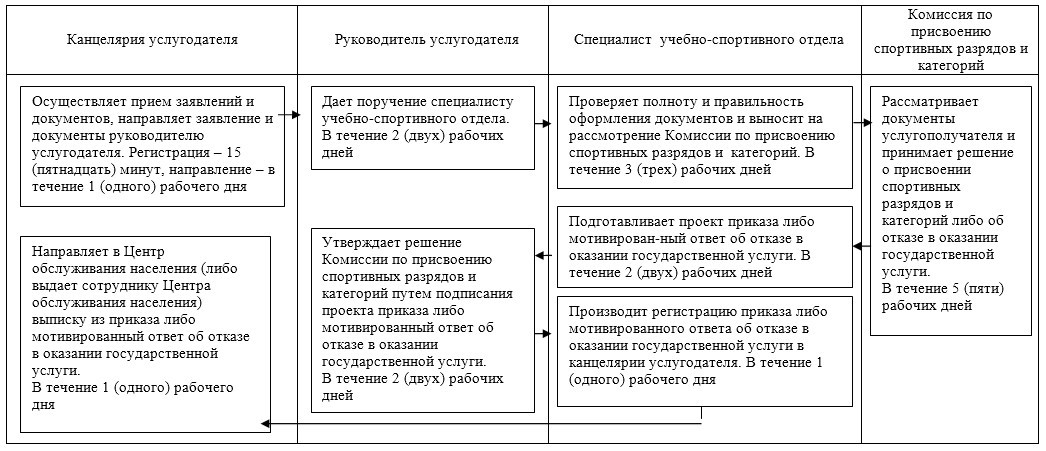 Канцелярия услугодателя
Руководитель услугодателя
Специалист учебно-спортивного отдела
Комиссия по
присвоению
спортивных разрядов и
категорий
Осуществляет прием заявлений и
документов, направляет заявление и
документы руководителю
услугодателя. Регистрация – 15
(пятнадцать) минут, направление – в
течение 1 (одного) рабочего дня
Дает поручение специалисту
учебно-спортивного отдела.
В течение 2 (двух) рабочих
дней
Проверяет полноту и правильность
оформления документов и выносит на
рассмотрение Комиссии по присвоению
спортивных разрядов и категорий. В
течение 3 (трех) рабочих дней
Рассматривает
документы
услугополучателя и
принимает решение
о присвоении
спортивных
разрядов и
категорий либо об
отказе в оказании
государственной
услуги.
В течение 5 (пяти)
рабочих дней
Подготавливает проект приказа либо
мотивирован-ный ответ об отказе в
оказании государственной услуги. В
течение 2 (двух) рабочих дней
Утверждает решение
Комиссии по присвоению
спортивных разрядов и
категорий путем подписания
проекта приказа либо
мотивированный ответ об
отказе в оказании
государственной услуги.
В течение 2 (двух) рабочих
дней
Производит регистрацию приказа либо
мотивированного ответа об отказе в
оказании государственной услуги в
канцелярии услугодателя. В течение 1
(одного) рабочего дня
Направляет в Центр
обслуживания населения (либо
выдает сотруднику Центра
обслуживания населения)
выписку из приказа либо
мотивированный ответ об отказе
в оказании государственной
услуги.
В течение 1 (одного) рабочего
дня